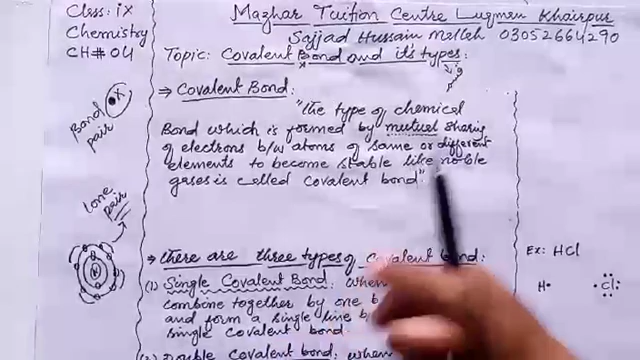 Class: ix
Chemistry
CH# 04
Mazhar Tuition Centre Luqman Khairpur
Sajjad Hussain Mallah 03052664290
Topic: Covalent Bond and it's types:
⇒ Covalent Bond:
"The type of chemical
Bond which is formed by mutuel sharing
of electrons b/w atoms of same or different
elements to become stable like noble
gases is called covalent bond"
Bond
pair
x
lone
pair
⇒ there are three types of Covalent bond:
(1) Single Covalent Bond: when
combine together by one b
and form a single line b
single covalent bond.
(2) Double covalent bond: when
Ex: HCl
H• •Cl: